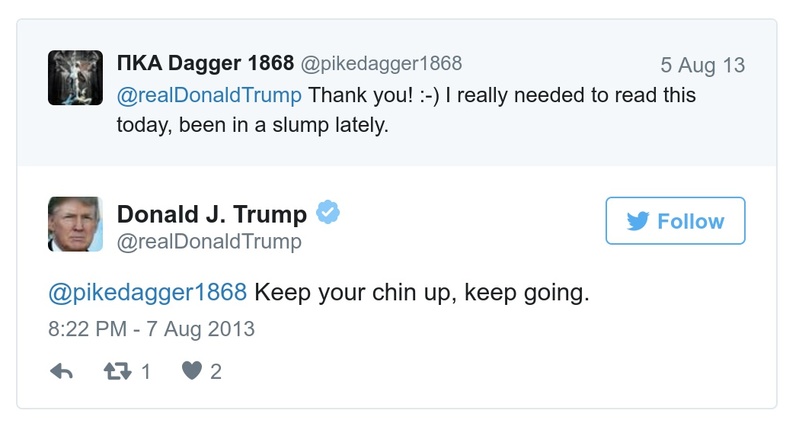 ПКА Dagger 1868 @pikedagger1868 5 Aug 13
@realDonaldTrump Thank you! :-) I really needed to read this
today, been in a slump lately.
Donald J. Trump
@realDonaldTrump
Follow
@pikedagger1868 Keep your chin up, keep going.
8:22 PM - 7 Aug 2013
1 2